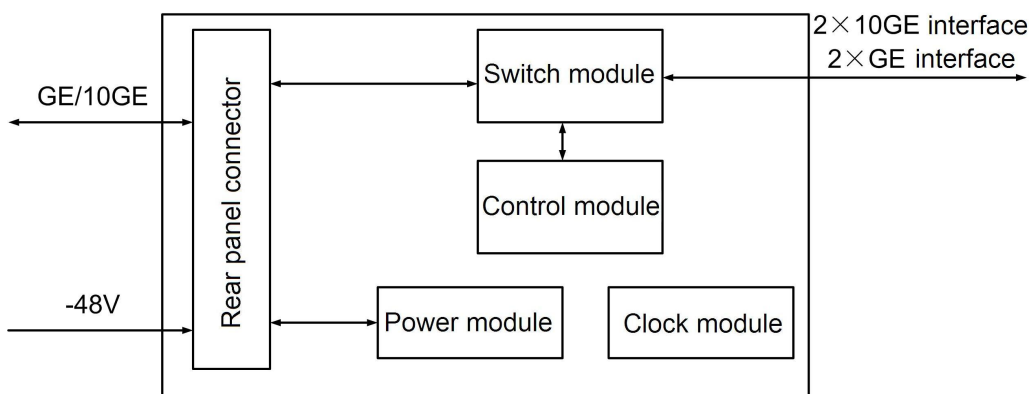 2×10GE interface
2×GE interface
Switch module
GE/10GE
Rear panel connector
Control module
-48V
Power module
Clock module